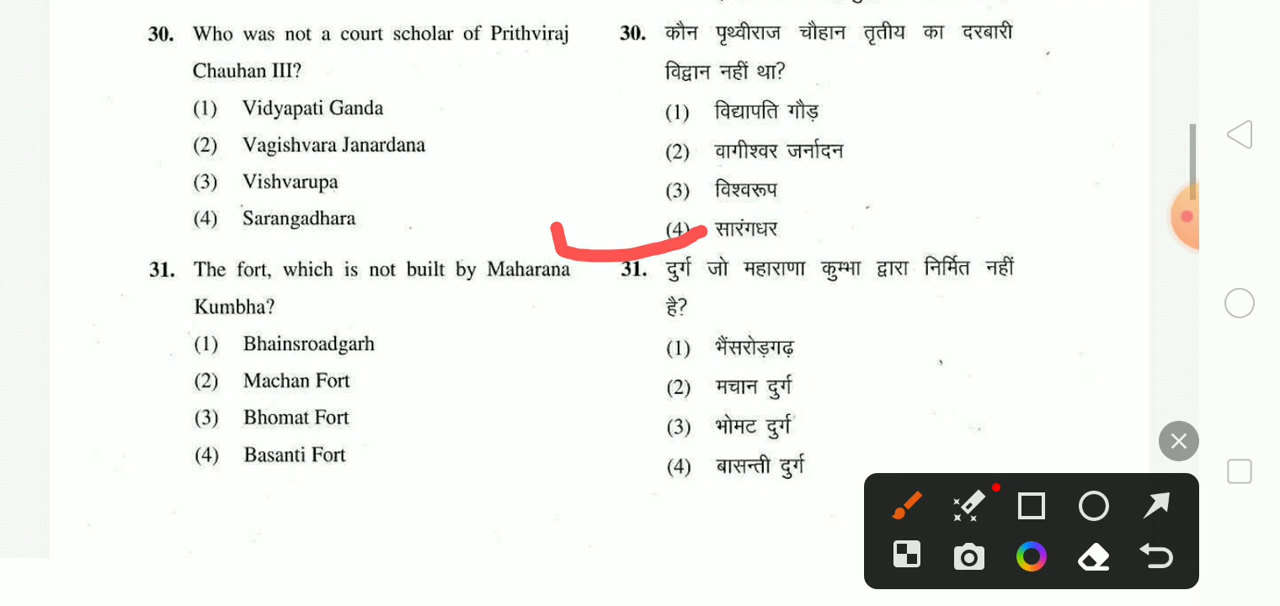 30. Who was not a court scholar of Prithviraj
Chauhan III?
(1) Vidyapati Ganda
(2) Vagishvara Janardana
(3) Vishvarupa
(4) Sarangadhara
31. The fort, which is not built by Maharana
Kumbha?
(1) Bhainsroadgarh
(2) Machan Fort
(3) Bhomat Fort
(4) Basanti Fort
30. कौन पृथ्वीराज चौहान तृतीय का दरबारी
विद्वान नहीं था?
(1) विद्यापति गौड़
(2) वागीश्वर जर्नादन
(3) विश्वरूप
(4) सारंगधर
31. दुर्ग जो महाराणा कुम्भा द्वारा निर्मित नहीं
है?
(1) भैंसरोड़गढ़
(2) मचान दुर्ग
(3) भोमट दुर्ग
(4) बासन्ती दुर्ग